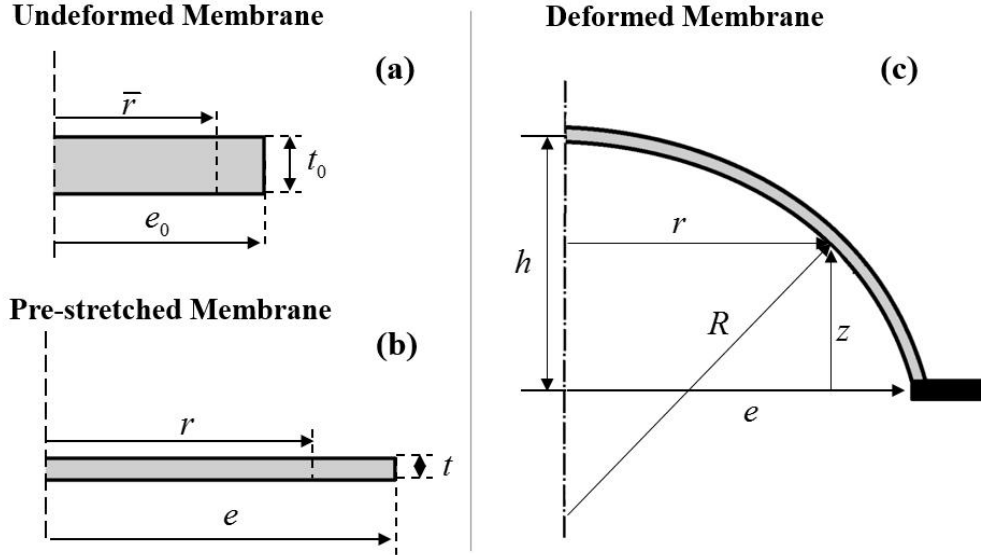 Undeformed Membrane
(a)
r̅
t₀
e₀
Pre-stretched Membrane
(b)
r
t
e
Deformed Membrane
(c)
r
h
R
z
e